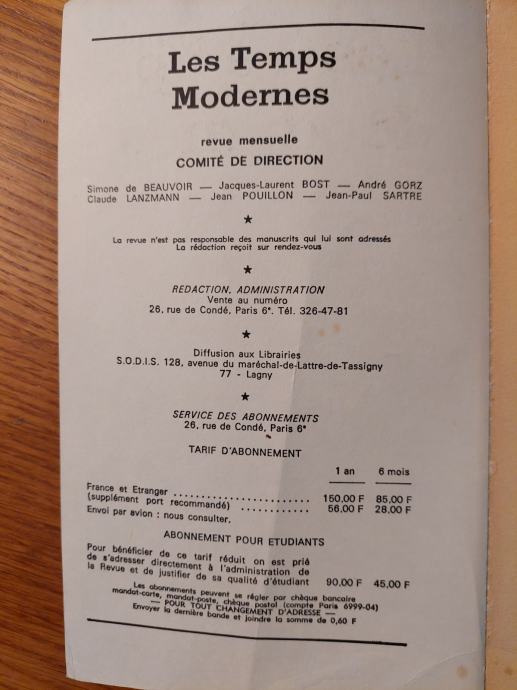 Les Temps
Modernes
revue mensuelle
COMITÉ DE DIRECTION
Simone de BEAUVOIR — Jacques-Laurent BOST — André GORZ
Claude LANZMANN — Jean POUILLON — Jean-Paul SARTRE
★
La revue n'est pas responsable des manuscrits qui lui sont adressés
La rédaction reçoit sur rendez-vous
★
REDACTION, ADMINISTRATION
Vente au numéro
26, rue de Condé, Paris 6e. Tél. 326-47-81
★
Diffusion aux Librairies
S.O.D.I.S. 128, avenue du maréchal-de-Lattre-de-Tassigny
77 - Lagny
★
SERVICE DES ABONNEMENTS
26, rue de Condé, Paris 6e
TARIF D'ABONNEMENT
1 an 6 mois
France et Etranger ........................ 150,00 F 85,00 F
(supplément port recommandé) ............ 56,00 F 28,00 F
Envoi par avion : nous consulter.
ABONNEMENT POUR ETUDIANTS
Pour bénéficier de ce tarif réduit on est prié
de s'adresser directement à l'administration de
la Revue et de justifier de sa qualité d'étudiant 90,00 F 45,00 F
Les abonnements peuvent se régler par chèque bancaire
mandat-carte, mandat-poste, chèque postal (compte Paris 6999-04)
— POUR TOUT CHANGEMENT D'ADRESSE —
Envoyer la dernière bande et joindre la somme de 0,60 F